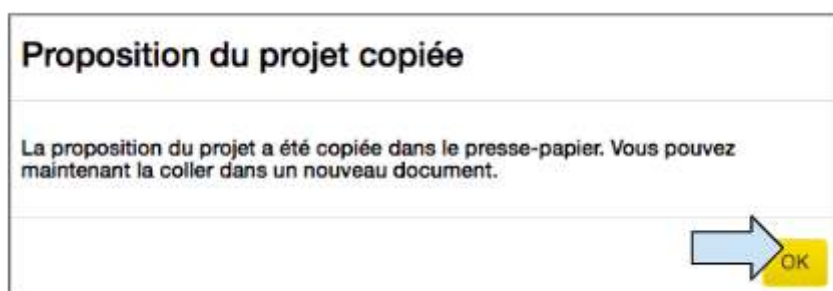 Proposition du projet copiée
La proposition du projet a été copiée dans le presse-papier. Vous pouvez
maintenant la coller dans un nouveau document.
OK